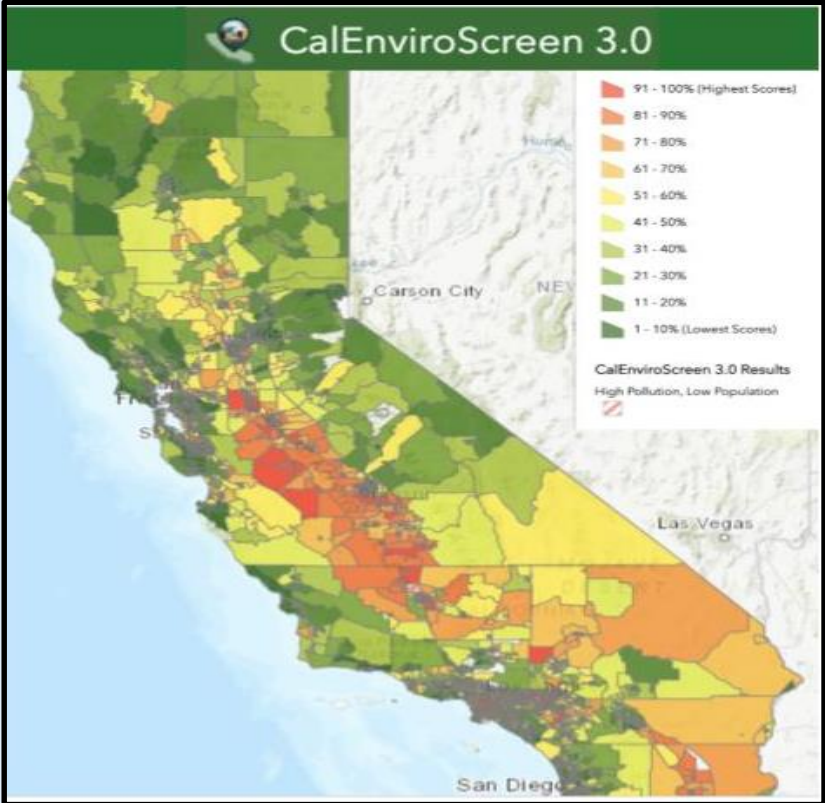 CalEnviroScreen 3.0
91 - 100% (Highest Scores)
81 - 90%
71 - 80%
61 - 70%
51 - 60%
41 - 50%
31 - 40%
21 - 30%
11 - 20%
1 - 10% (Lowest Scores)
CalEnviroScreen 3.0 Results
High Pollution, Low Population
Carson City
NEV
Las Vegas
San Diego